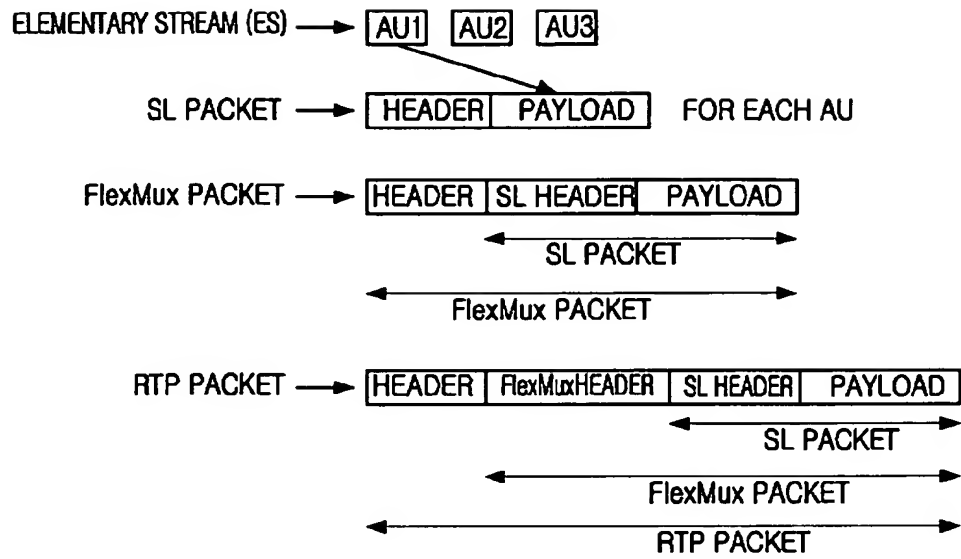 ELEMENTARY STREAM (ES) AU1 AU2 AU3
SL PACKET HEADER PAYLOAD FOR EACH AU
FlexMux PACKET HEADER SL HEADER PAYLOAD
SL PACKET
FlexMux PACKET
RTP PACKET HEADER FlexMuxHEADER SL HEADER PAYLOAD
SL PACKET
FlexMux PACKET
RTP PACKET